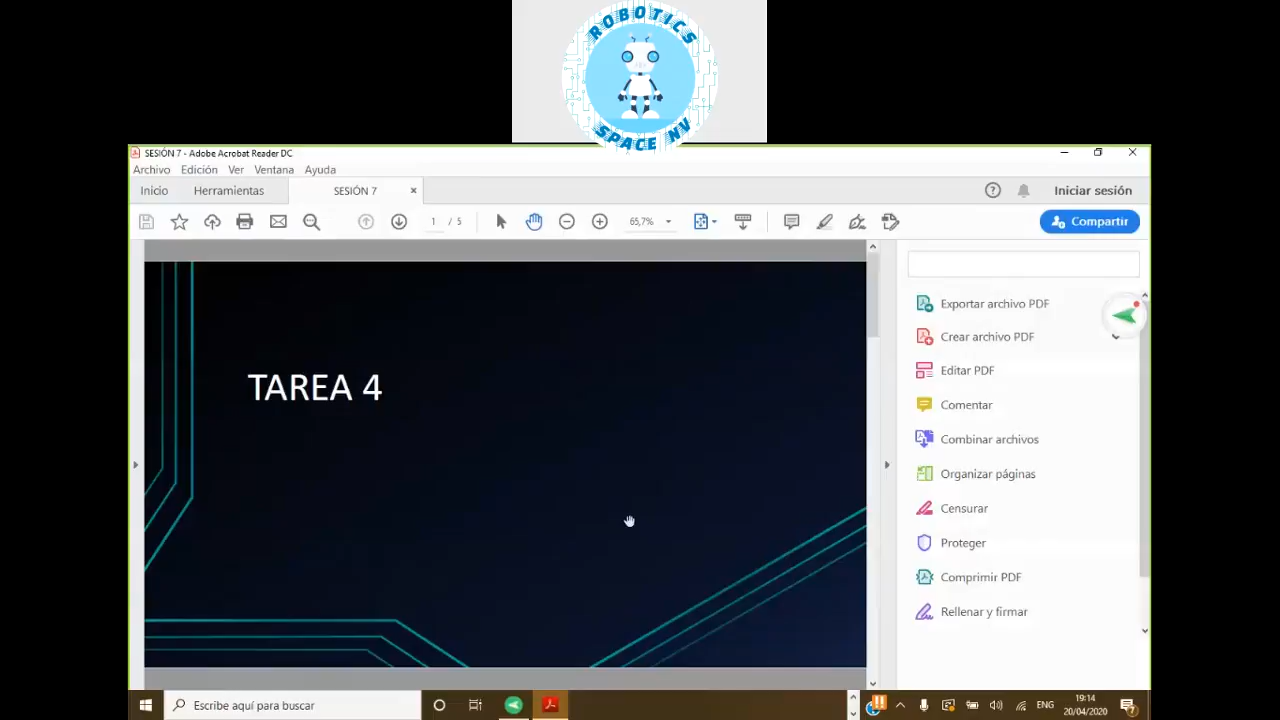 ROBOTICS
SPACE NV
SESIÓN 7 - Adobe Acrobat Reader DC
Archivo Edición Ver Ventana Ayuda
Inicio Herramientas SESIÓN 7 × Iniciar sesión
1 / 5 65,7% Compartir
TAREA 4
Exportar archivo PDF
Crear archivo PDF
Editar PDF
Comentar
Combinar archivos
Organizar páginas
Censurar
Proteger
Comprimir PDF
Rellenar y firmar
Escribe aquí para buscar
ENG
19:14
20/04/2020
7